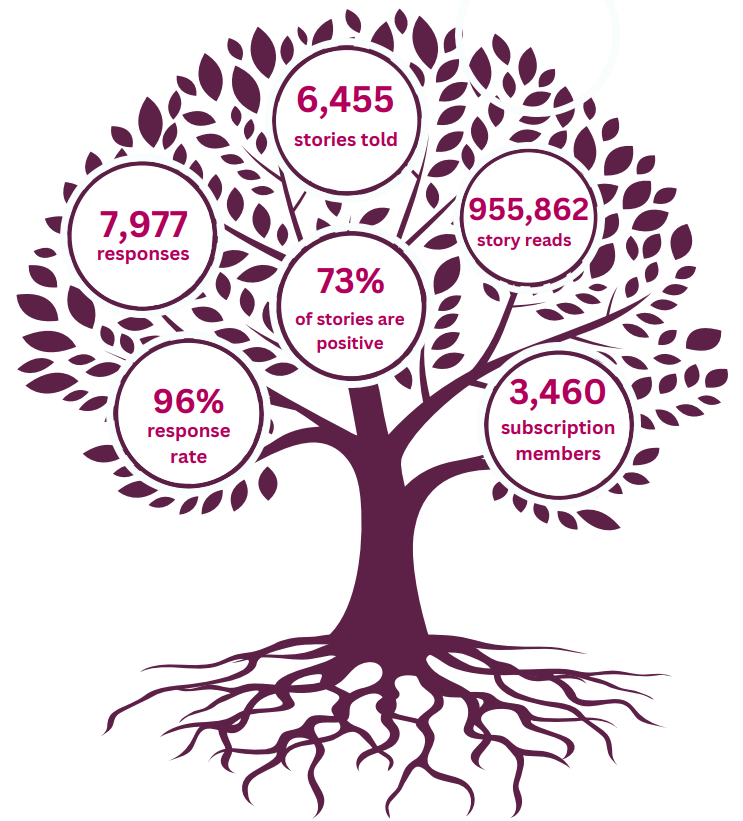 6,455
stories told
7,977
responses
955,862
story reads
73%
of stories are
positive
96%
response
rate
3,460
subscription
members